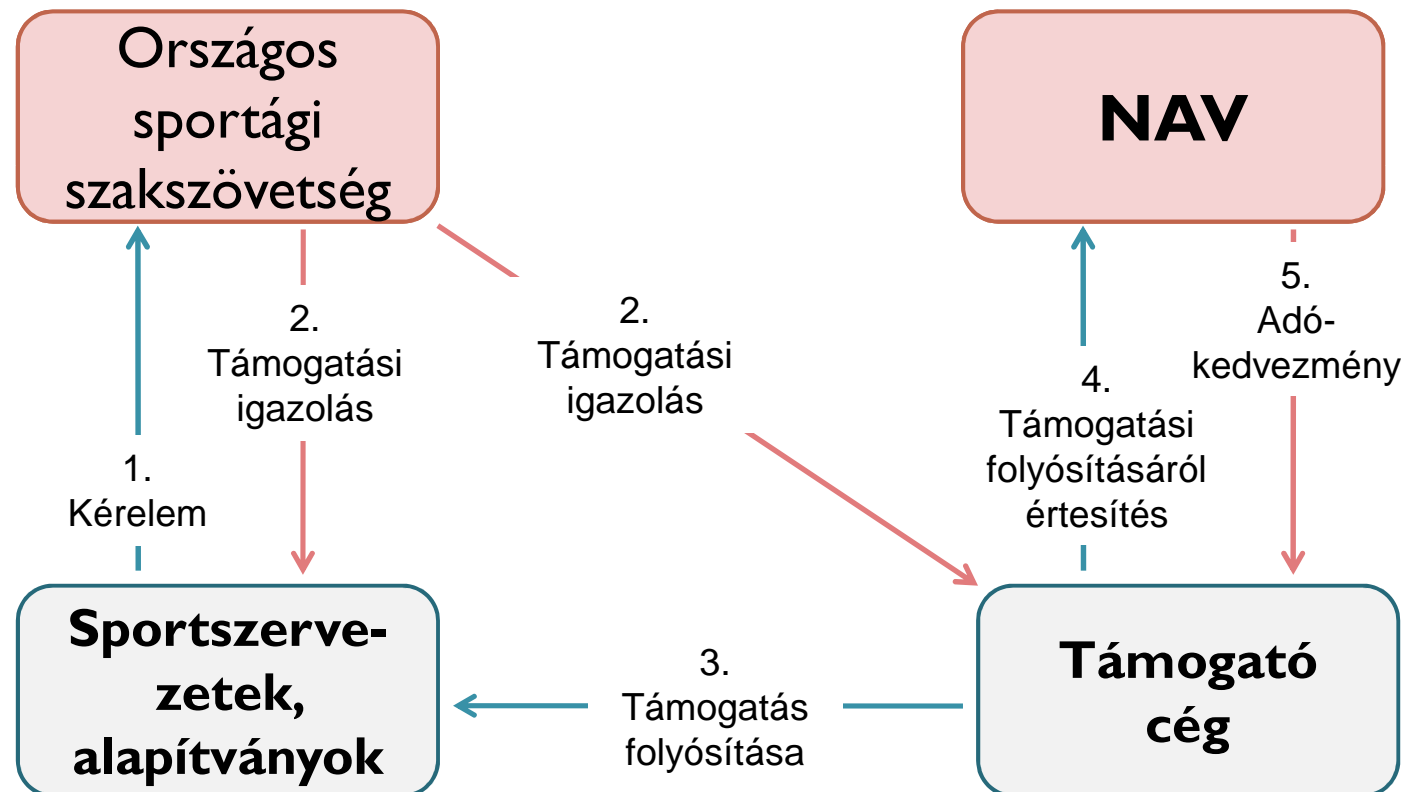 Országos
sportági
szakszövetség
NAV
2.
Támogatási
igazolás
2.
Támogatási
igazolás
5.
Adó-
kedvezmény
1.
Kérelem
4.
Támogatási
folyósításáról
értesítés
Sportszerve-
zetek,
alapítványok
3.
Támogatás
folyósítása
Támogató
cég